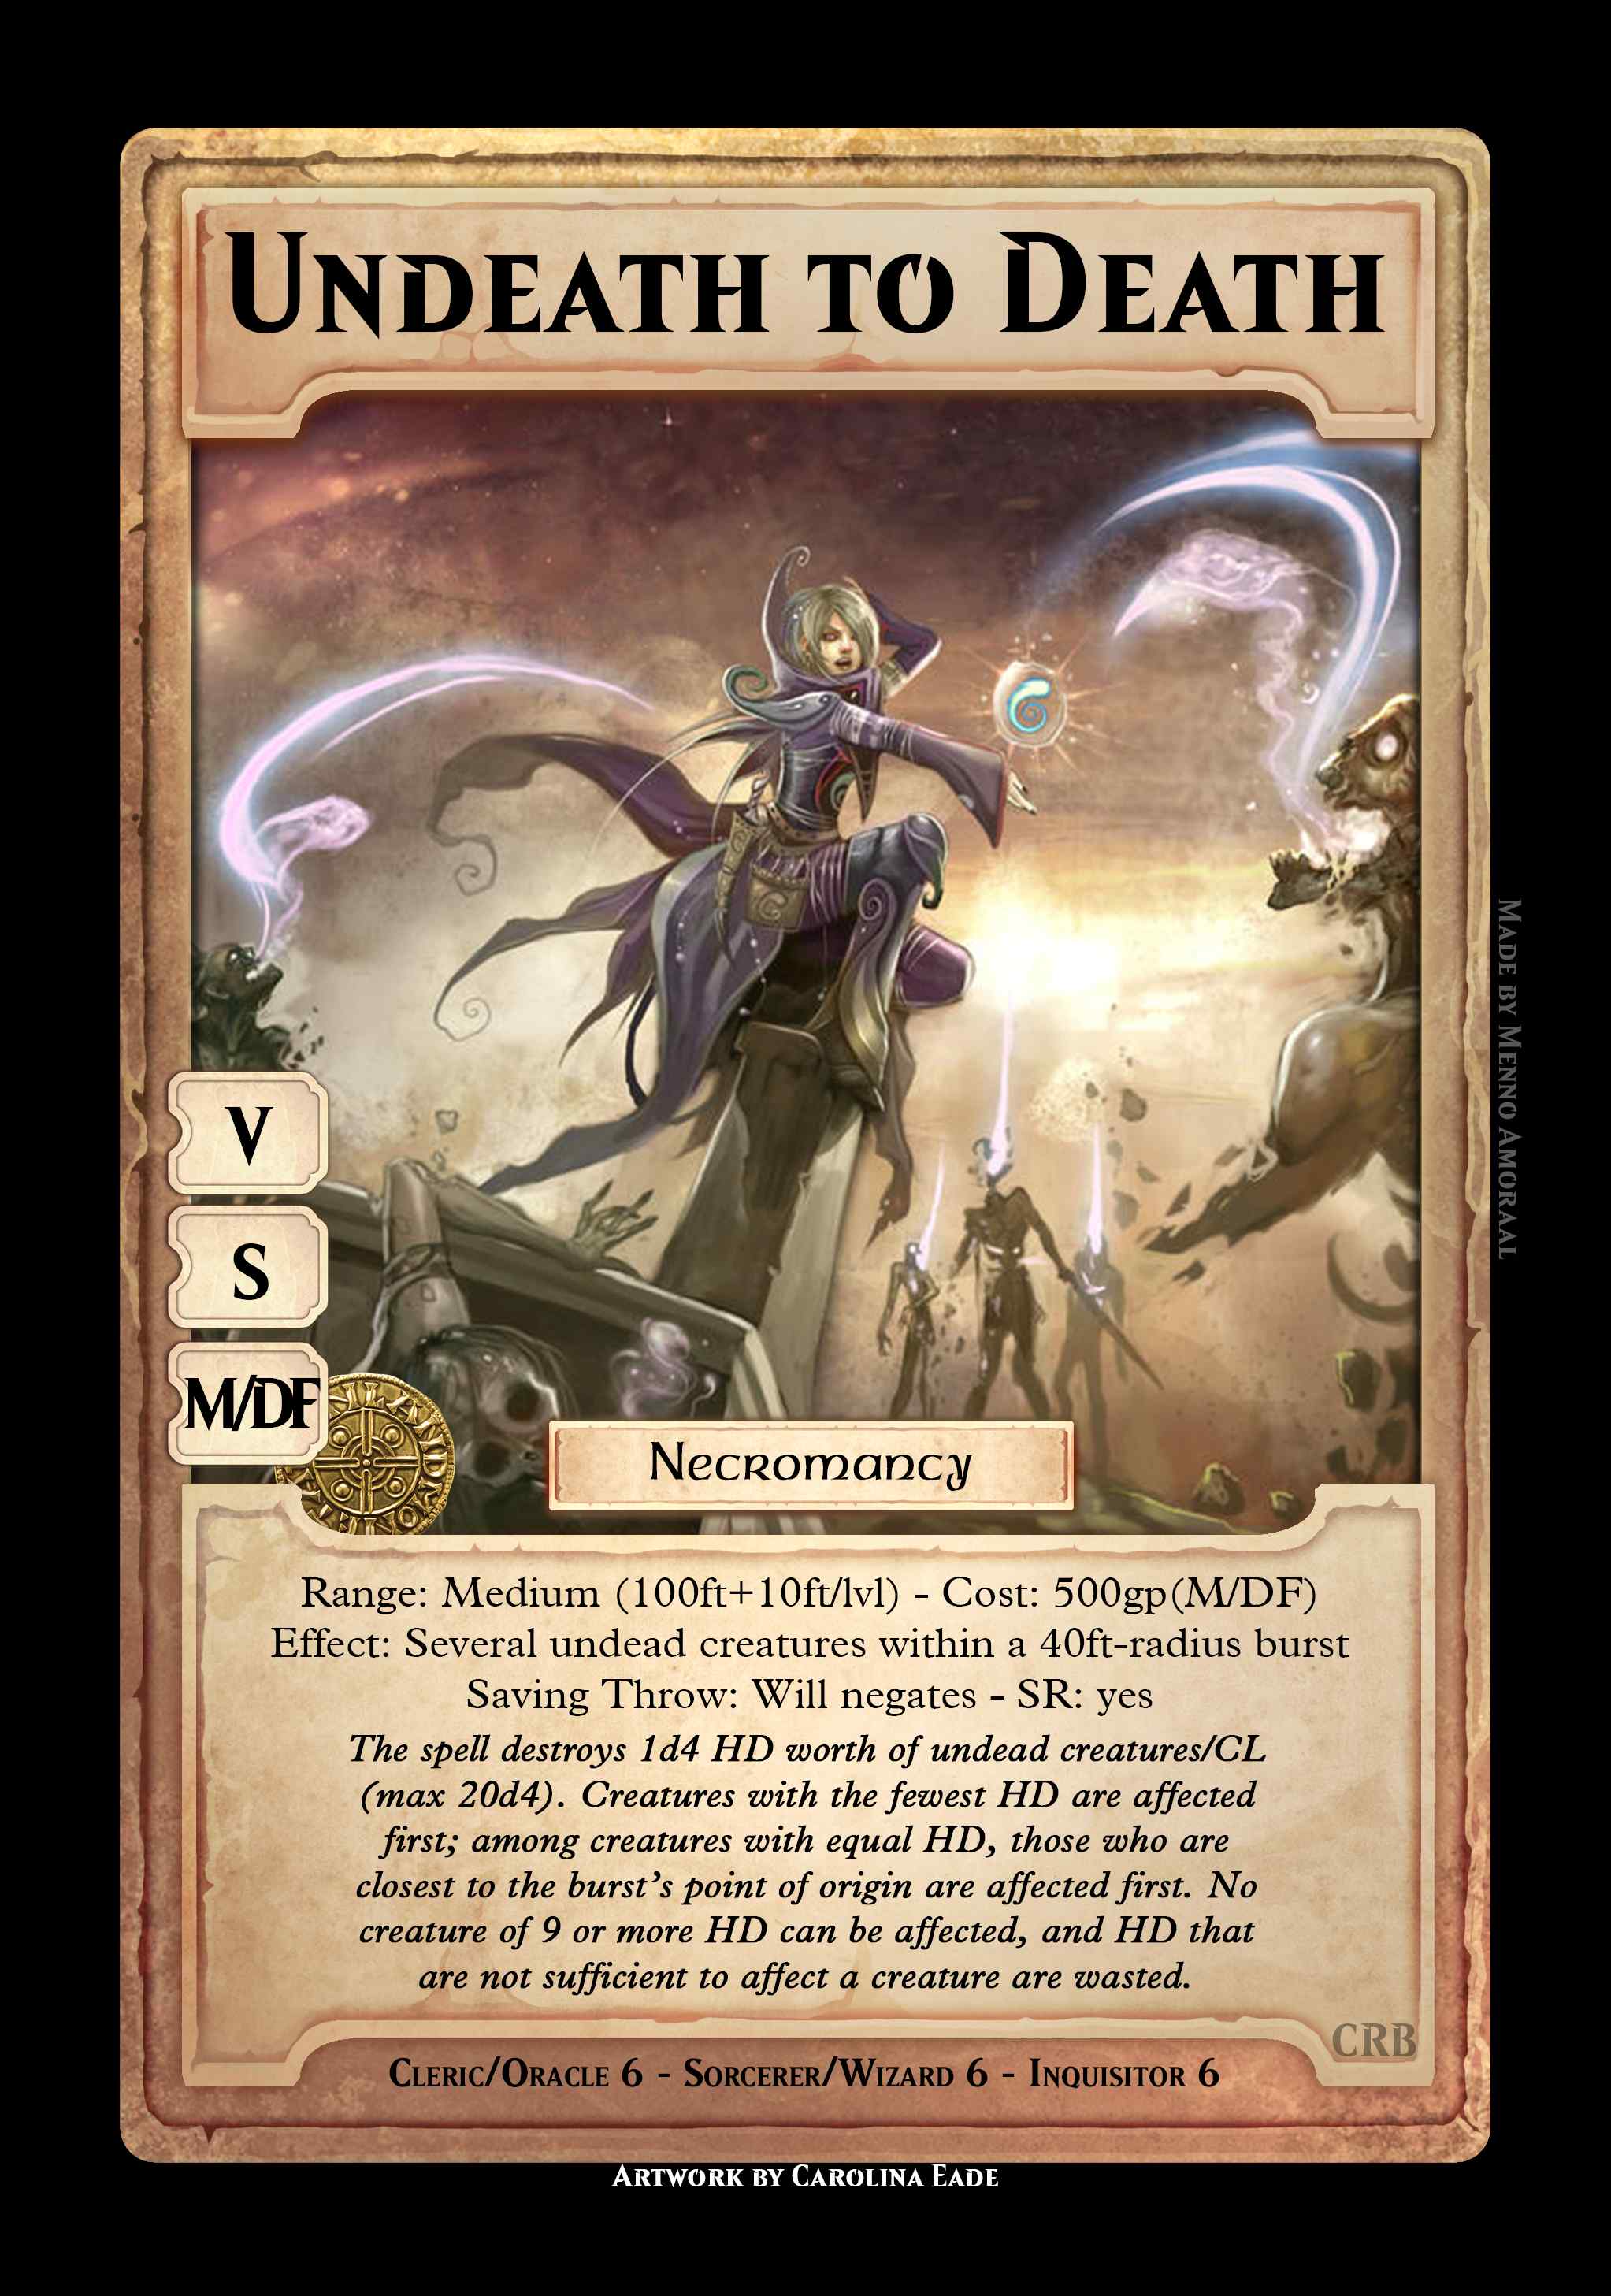 Undeath to Death
V
S
M/DF
Necromancy
Range: Medium (100ft+10ft/lvl) - Cost: 500gp(M/DF)
Effect: Several undead creatures within a 40ft-radius burst
Saving Throw: Will negates - SR: yes
The spell destroys 1d4 HD worth of undead creatures/CL
(max 20d4). Creatures with the fewest HD are affected
first; among creatures with equal HD, those who are
closest to the burst's point of origin are affected first. No
creature of 9 or more HD can be affected, and HD that
are not sufficient to affect a creature are wasted.
CRB
Cleric/Oracle 6 - Sorcerer/Wizard 6 - Inquisitor 6
Artwork by Carolina Eade
Made by Menno Amoraal